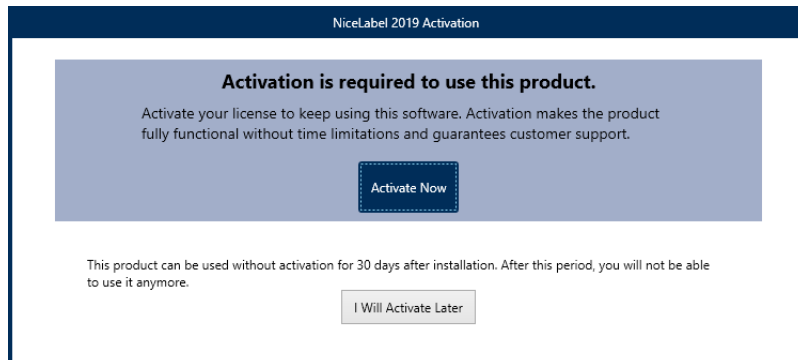 NiceLabel 2019 Activation
Activation is required to use this product.
Activate your license to keep using this software. Activation makes the product
fully functional without time limitations and guarantees customer support.
Activate Now
This product can be used without activation for 30 days after installation. After this period, you will not be able
to use it anymore.
I Will Activate Later